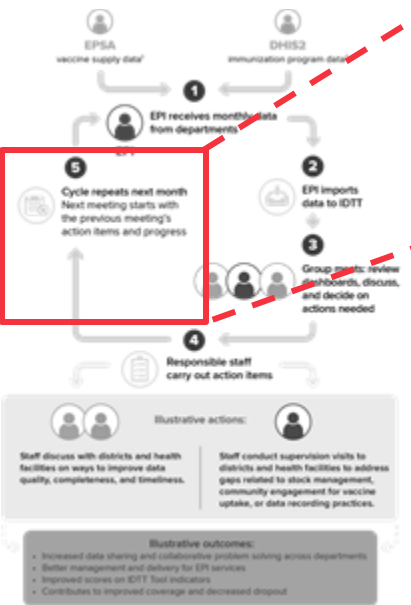 EPSA
vaccine supply data¹
DHIS2
immunization program data¹
1
EPI receives monthly data
from departments
EPI
5
Cycle repeats next month
Next meeting starts with
the previous meeting's
action items and progress
2
EPI imports
data to IDTT
3
Group meets: review
dashboards, discuss,
and decide on
actions needed
4
Responsible staff
carry out action items
Illustrative actions:
Staff discuss with districts and health
facilities on ways to improve data
quality, completeness, and timeliness.
Staff conduct supervision visits to
districts and health facilities to address
gaps related to stock management,
community engagement for vaccine
uptake, or data recording practices.
Illustrative outcomes:
• Increased data sharing and collaborative problem solving across departments
• Better management and delivery for EPI services
• Improved scores on IDTT Tool indicators
• Contributes to improved coverage and decreased dropout